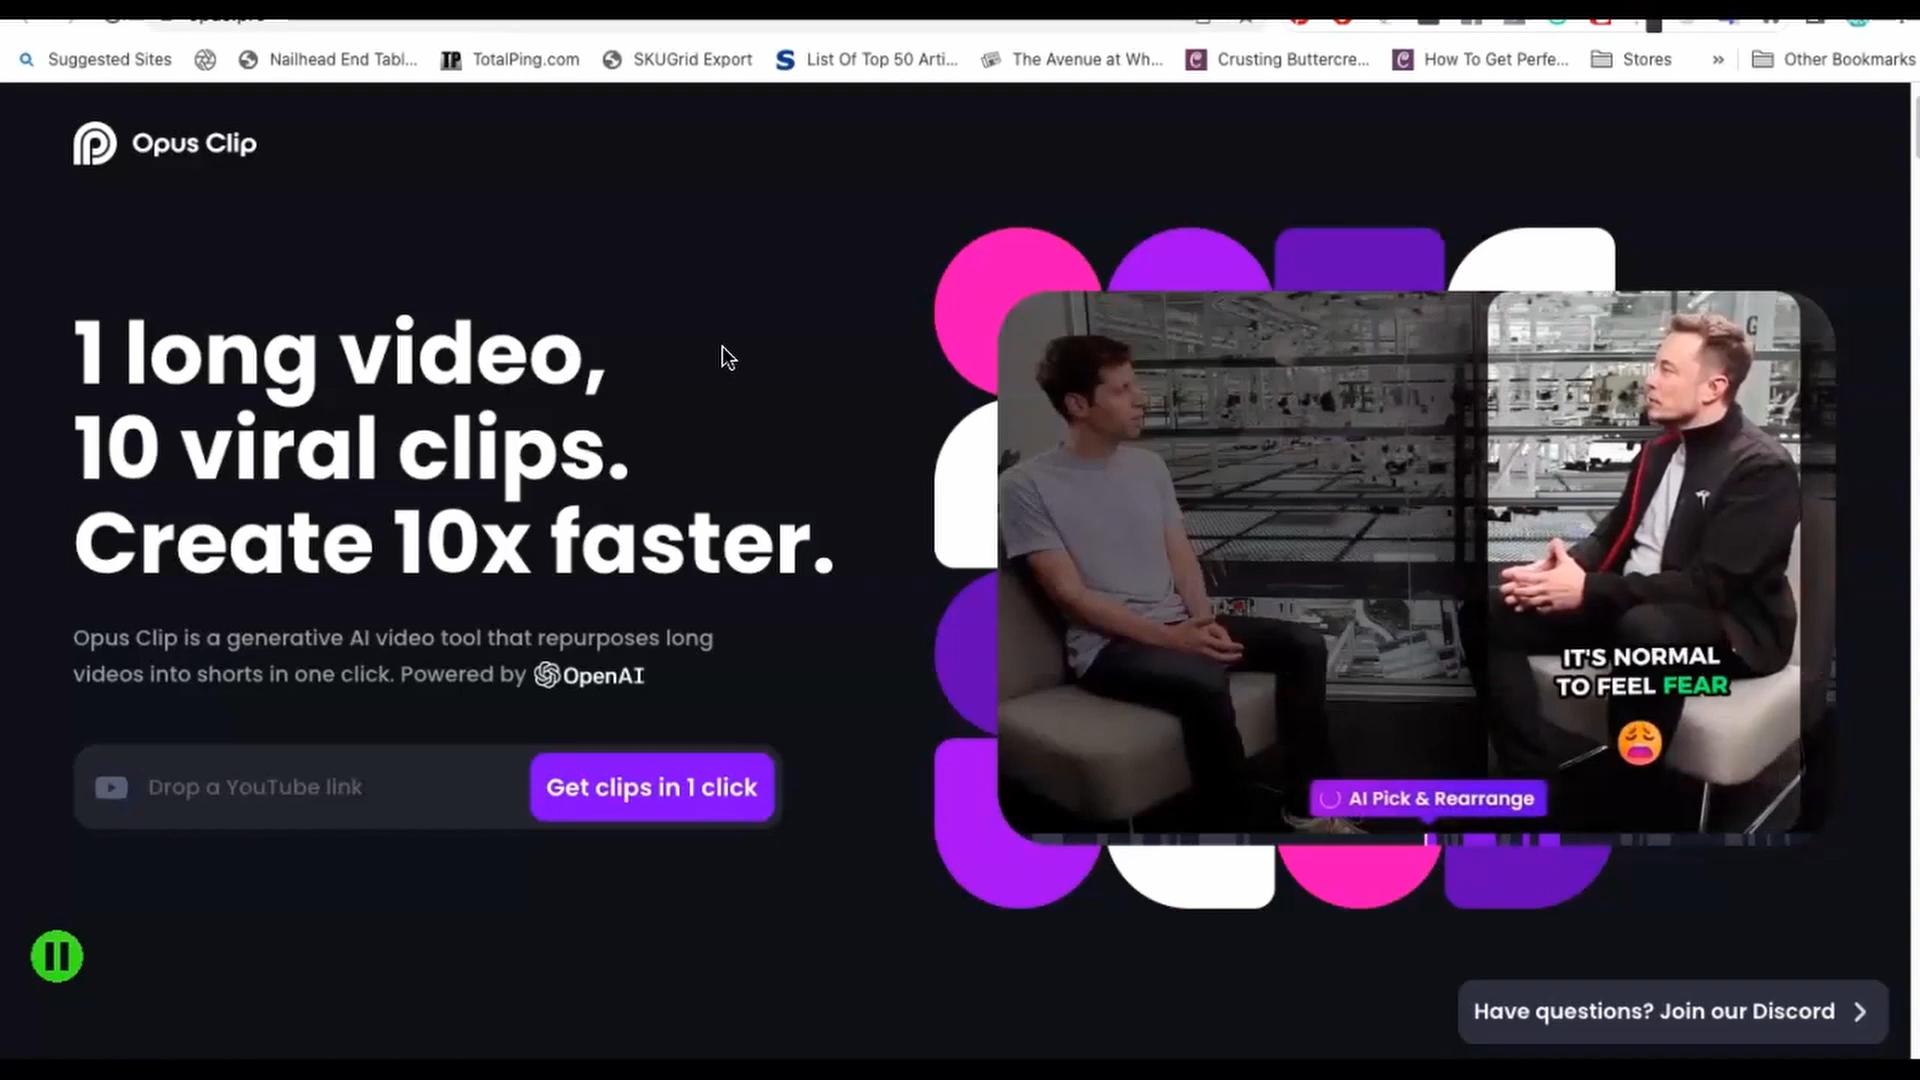 Suggested Sites
Nailhead End Tabl...
TotalPing.com
SKUGrid Export
List Of Top 50 Arti...
The Avenue at Wh...
Crusting Buttercre...
How To Get Perfe...
Stores
»
Other Bookmarks
Opus Clip
1 long video,
10 viral clips.
Create 10x faster.
Opus Clip is a generative AI video tool that repurposes long
videos into shorts in one click. Powered by OpenAI
Drop a YouTube link
Get clips in 1 click
G
IT'S NORMAL
TO FEEL FEAR
AI Pick & Rearrange
Have questions? Join our Discord